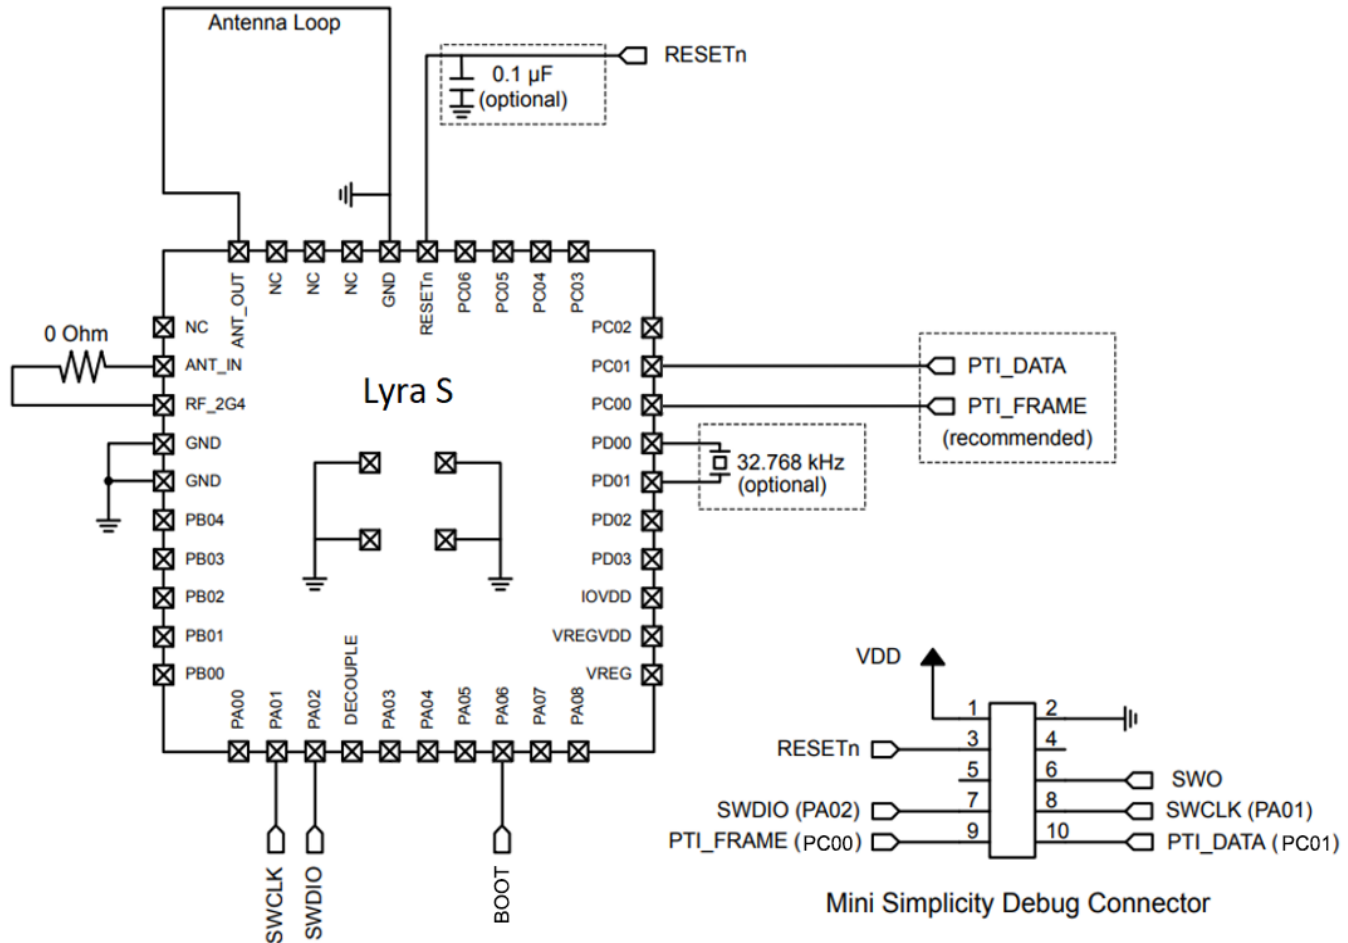 Antenna Loop
RESETn
0.1 µF
(optional)
ANT_OUT
NC
NC
NC
GND
RESETn
PC06
PC05
PC04
PC03
0 Ohm
NC
ANT_IN
RF_2G4
GND
GND
PB04
PB03
PB02
PB01
PB00
Lyra S
PC02
PC01
PC00
PD00
PD01
PD02
PD03
IOVDD
VREGVDD
VREG
PTI_DATA
PTI_FRAME
(recommended)
32.768 kHz
(optional)
PA00
PA01
PA02
DECOUPLE
PA03
PA04
PA05
PA06
PA07
PA08
SWCLK
SWDIO
BOOT
VDD
1 2
RESETn 3 4
5 6 SWO
SWDIO (PA02) 7 8 SWCLK (PA01)
PTI_FRAME (PC00) 9 10 PTI_DATA (PC01)
Mini Simplicity Debug Connector